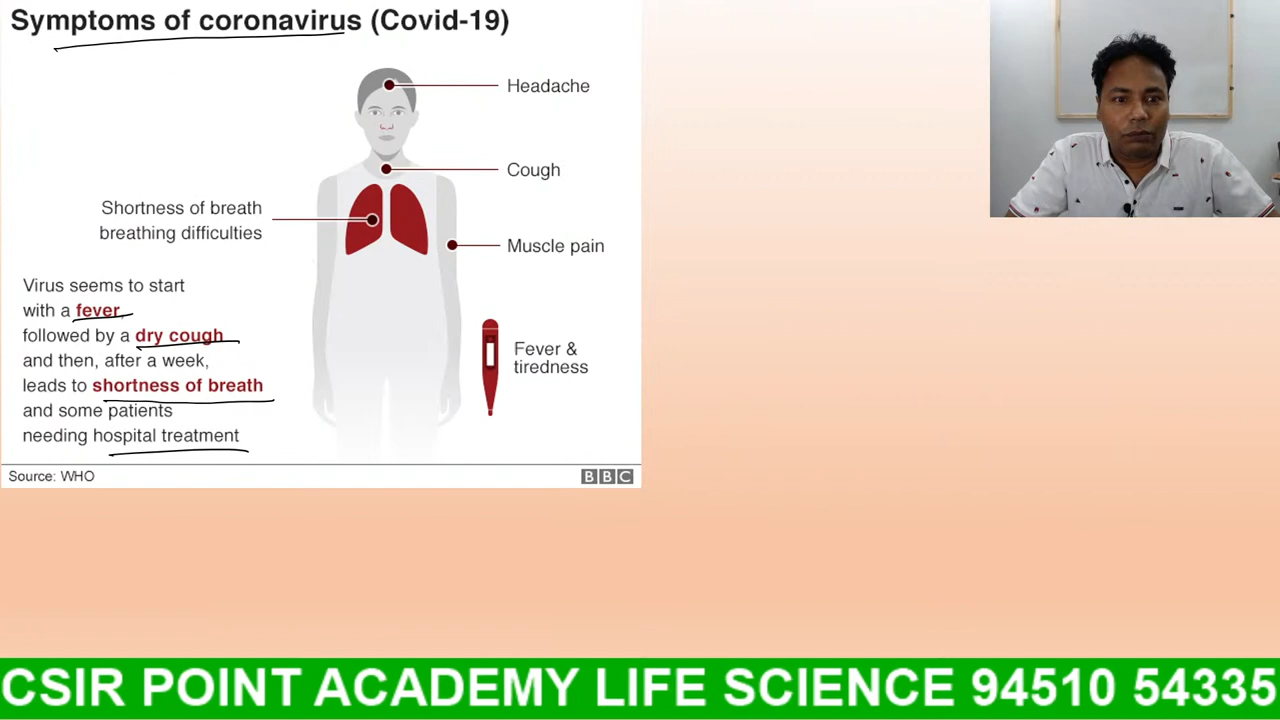 Symptoms of coronavirus (Covid-19)
Headache
Cough
Shortness of breath
breathing difficulties
Muscle pain
Virus seems to start
with a fever,
followed by a dry cough
and then, after a week,
leads to shortness of breath
and some patients
needing hospital treatment
Fever &
tiredness
Source: WHO
BBC
CSIR POINT ACADEMY LIFE SCIENCE 94510 54335